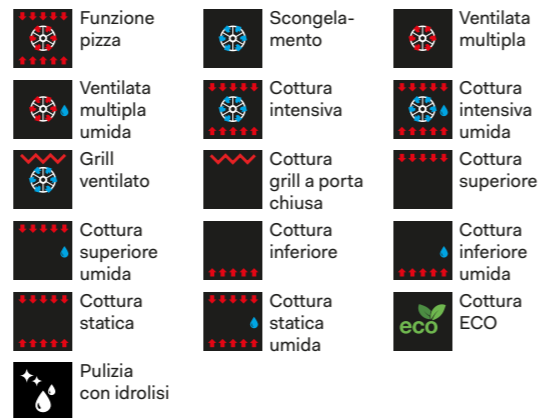 Funzione
pizza
Scongela-
mento
Ventilata
multipla
Ventilata
multipla
umida
Cottura
intensiva
Cottura
intensiva
umida
Grill
ventilato
Cottura
grill a porta
chiusa
Cottura
superiore
Cottura
superiore
umida
Cottura
inferiore
Cottura
inferiore
umida
Cottura
statica
Cottura
statica
umida
eco
Cottura
ECO
Pulizia
con idrolisi